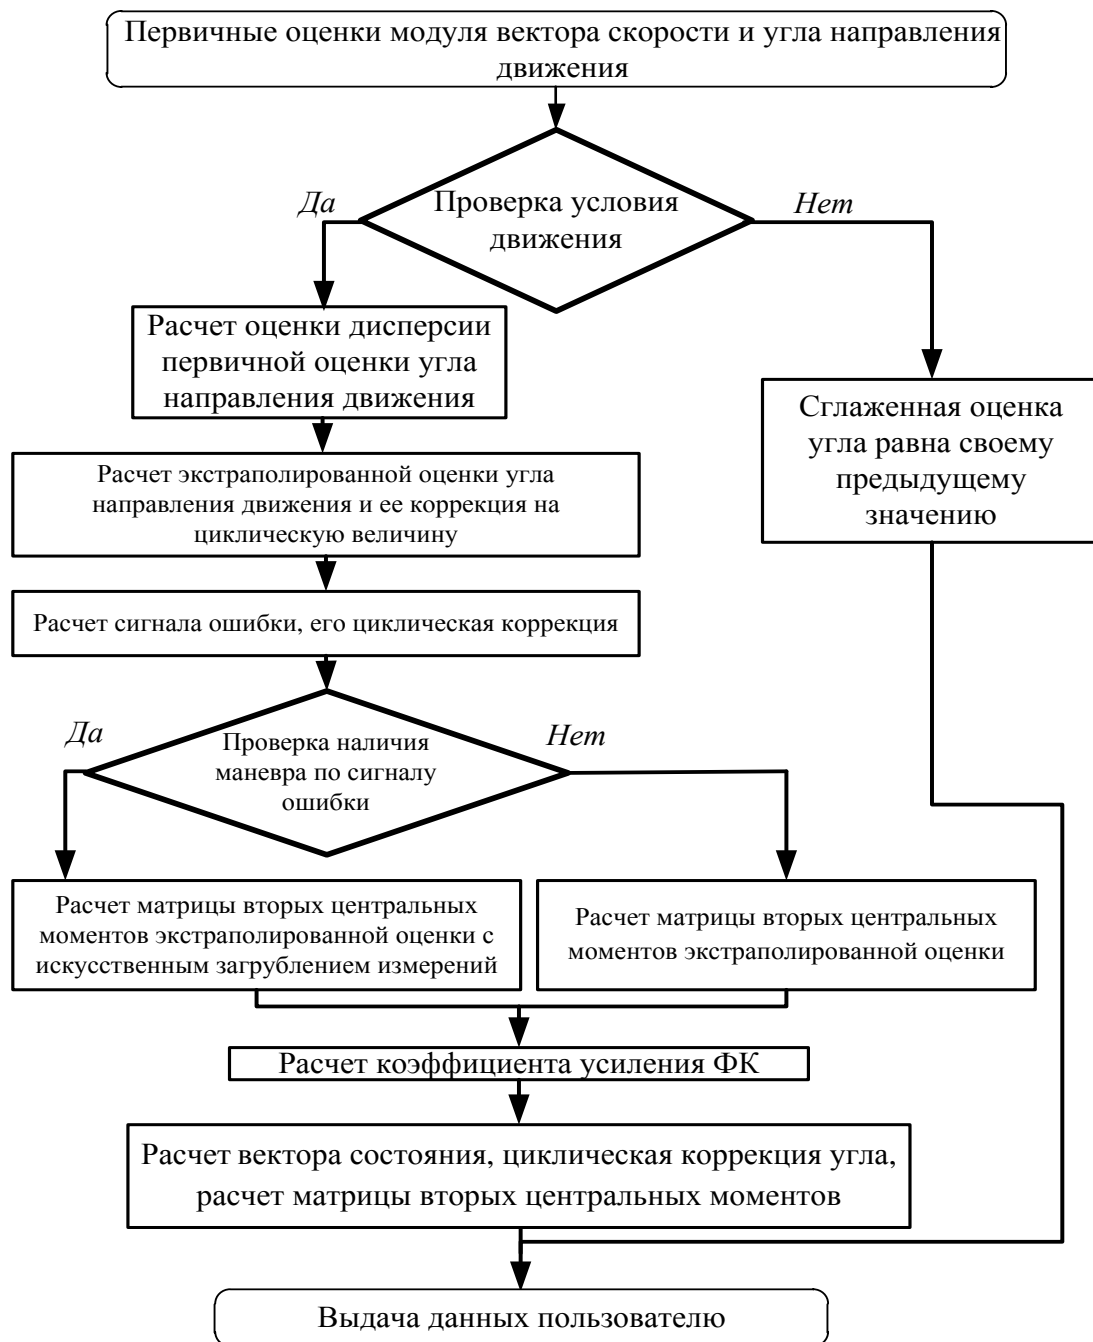 Первичные оценки модуля вектора скорости и угла направления
движения
Да
Нет
Проверка условия
движения
Расчет оценки дисперсии
первичной оценки угла
направления движения
Сглаженная оценка
угла равна своему
предыдущему
значению
Расчет экстраполированной оценки угла
направления движения и ее коррекция на
циклическую величину
Расчет сигнала ошибки, его циклическая коррекция
Да
Нет
Проверка наличия
маневра по сигналу
ошибки
Расчет матрицы вторых центральных
моментов экстраполированной оценки с
искусственным загрублением измерений
Расчет матрицы вторых центральных
моментов экстраполированной оценки
Расчет коэффициента усиления ФК
Расчет вектора состояния, циклическая коррекция угла,
расчет матрицы вторых центральных моментов
Выдача данных пользователю